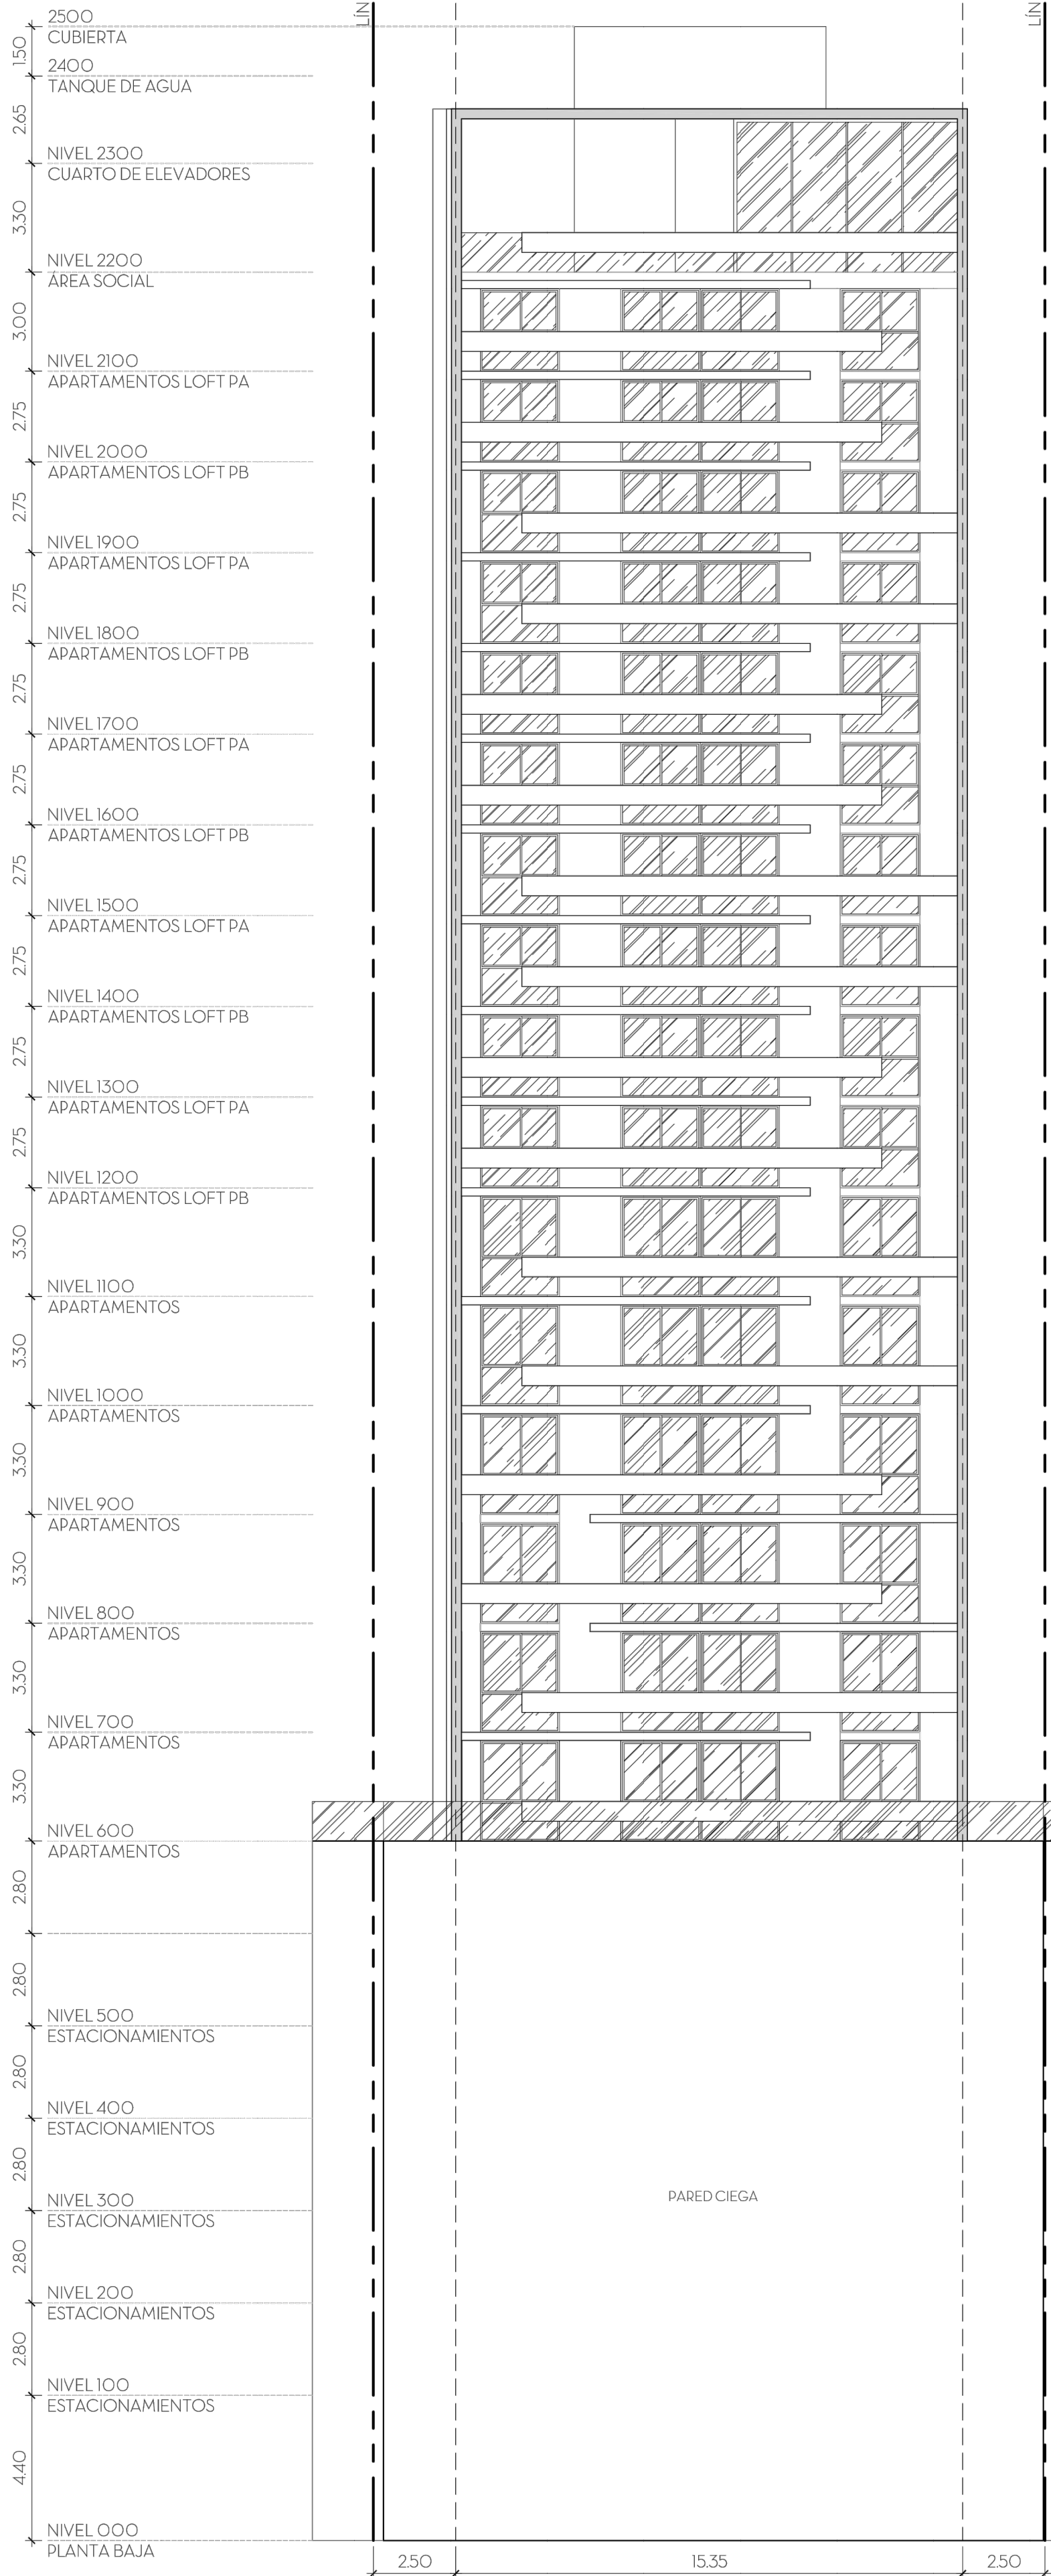 LÍN
LÍN
2500
CUBIERTA
1.50
2400
TANQUE DE AGUA
2.65
NIVEL 2300
CUARTO DE ELEVADORES
3.30
NIVEL 2200
ÁREA SOCIAL
3.00
NIVEL 2100
APARTAMENTOS LOFT PA
2.75
NIVEL 2000
APARTAMENTOS LOFT PB
2.75
NIVEL 1900
APARTAMENTOS LOFT PA
2.75
NIVEL 1800
APARTAMENTOS LOFT PB
2.75
NIVEL 1700
APARTAMENTOS LOFT PA
2.75
NIVEL 1600
APARTAMENTOS LOFT PB
2.75
NIVEL 1500
APARTAMENTOS LOFT PA
2.75
NIVEL 1400
APARTAMENTOS LOFT PB
2.75
NIVEL 1300
APARTAMENTOS LOFT PA
2.75
NIVEL 1200
APARTAMENTOS LOFT PB
3.30
NIVEL 1100
APARTAMENTOS
3.30
NIVEL 1000
APARTAMENTOS
3.30
NIVEL 900
APARTAMENTOS
3.30
NIVEL 800
APARTAMENTOS
3.30
NIVEL 700
APARTAMENTOS
3.30
NIVEL 600
APARTAMENTOS
2.80
2.80
NIVEL 500
ESTACIONAMIENTOS
2.80
NIVEL 400
ESTACIONAMIENTOS
2.80
NIVEL 300
ESTACIONAMIENTOS
PARED CIEGA
2.80
NIVEL 200
ESTACIONAMIENTOS
2.80
NIVEL 100
ESTACIONAMIENTOS
4.40
NIVEL 000
PLANTA BAJA
2.50
15.35
2.50